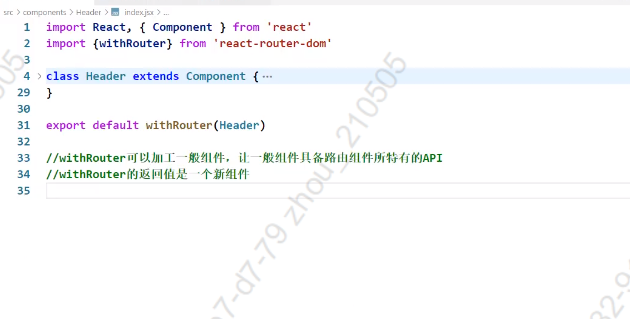 src > components > Header > index.jsx > ...
1 import React, { Component } from 'react'
2 import {withRouter} from 'react-router-dom'
3
4 > class Header extends Component { ...
29 }
30
31 export default withRouter(Header)
32
33 //withRouter可以加工一般组件，让一般组件具备路由组件所特有的API
34 //withRouter的返回值是一个新组件
35
zhou_210505
7-d7-79 zhou_210505